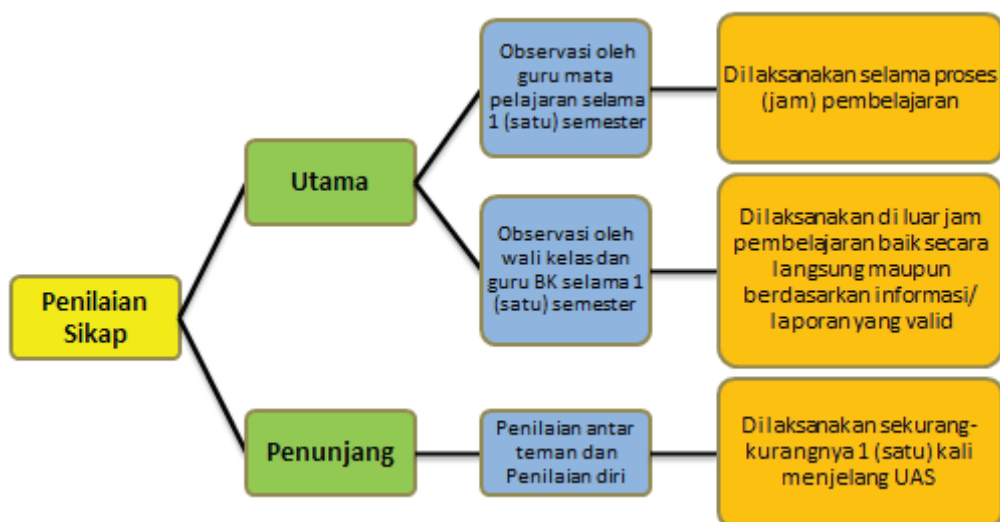 Penilaian
Sikap
Utama
Observasi oleh
guru mata
pelajaran selama
1 (satu) semester
Dilaksanakan selama proses
(jam) pembelajaran
Observasi oleh
wali kelas dan
guru BK selama 1
(satu) semester
Dilaksanakan di luar jam
pembelajaran baik secara
langsung maupun
berdasarkan informasi/
laporan yang valid
Penunjang
Penilaian antar
teman dan
Penilaian diri
Dilaksanakan sekurang-
kurangnya 1 (satu) kali
menjelang UAS